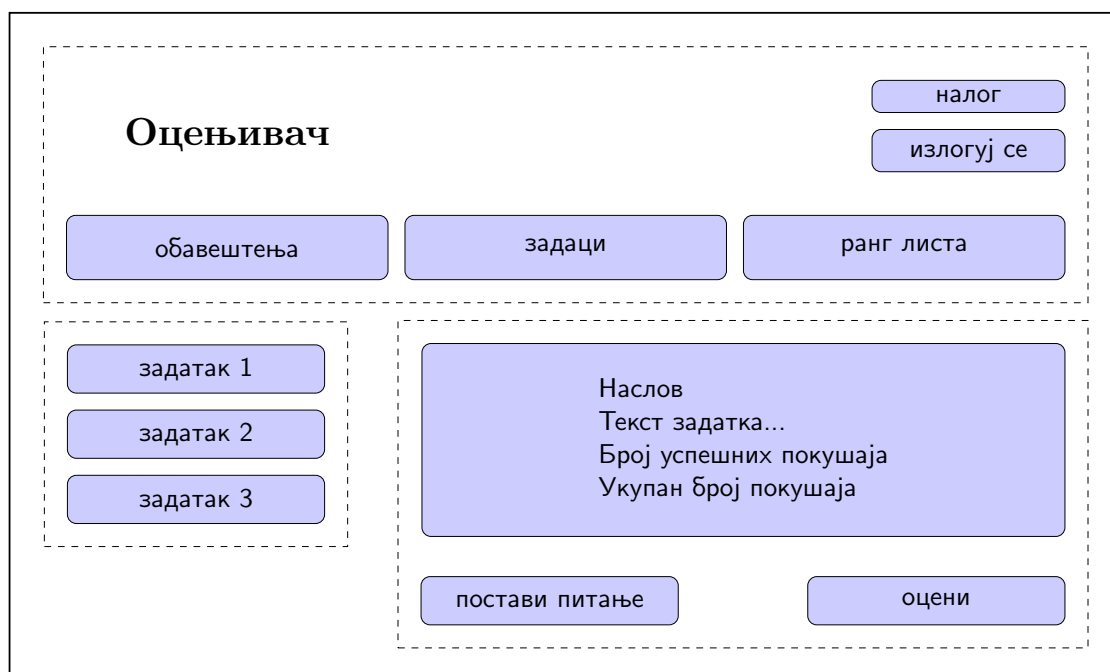 Оцењивач
налог
излогуј се
обавештења
задаци
ранг листа
задатак 1
задатак 2
задатак 3
Наслов
Текст задатка...
Број успешних покушаја
Укупан број покушаја
постави питање
оцени